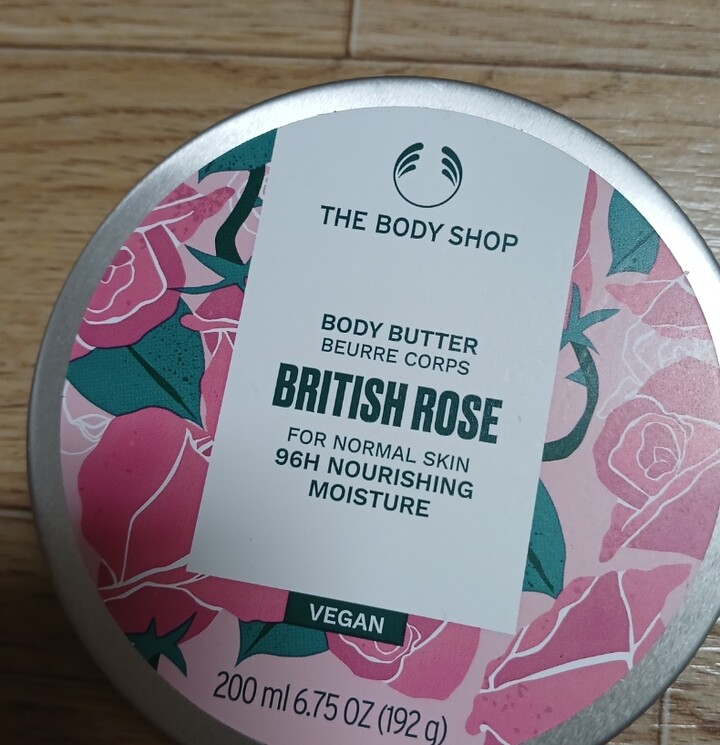 THE BODY SHOP
BODY BUTTER
BEURRE CORPS
BRITISH ROSE
FOR NORMAL SKIN
96H NOURISHING
MOISTURE
VEGAN
200 ml 6.75 OZ (192 g)